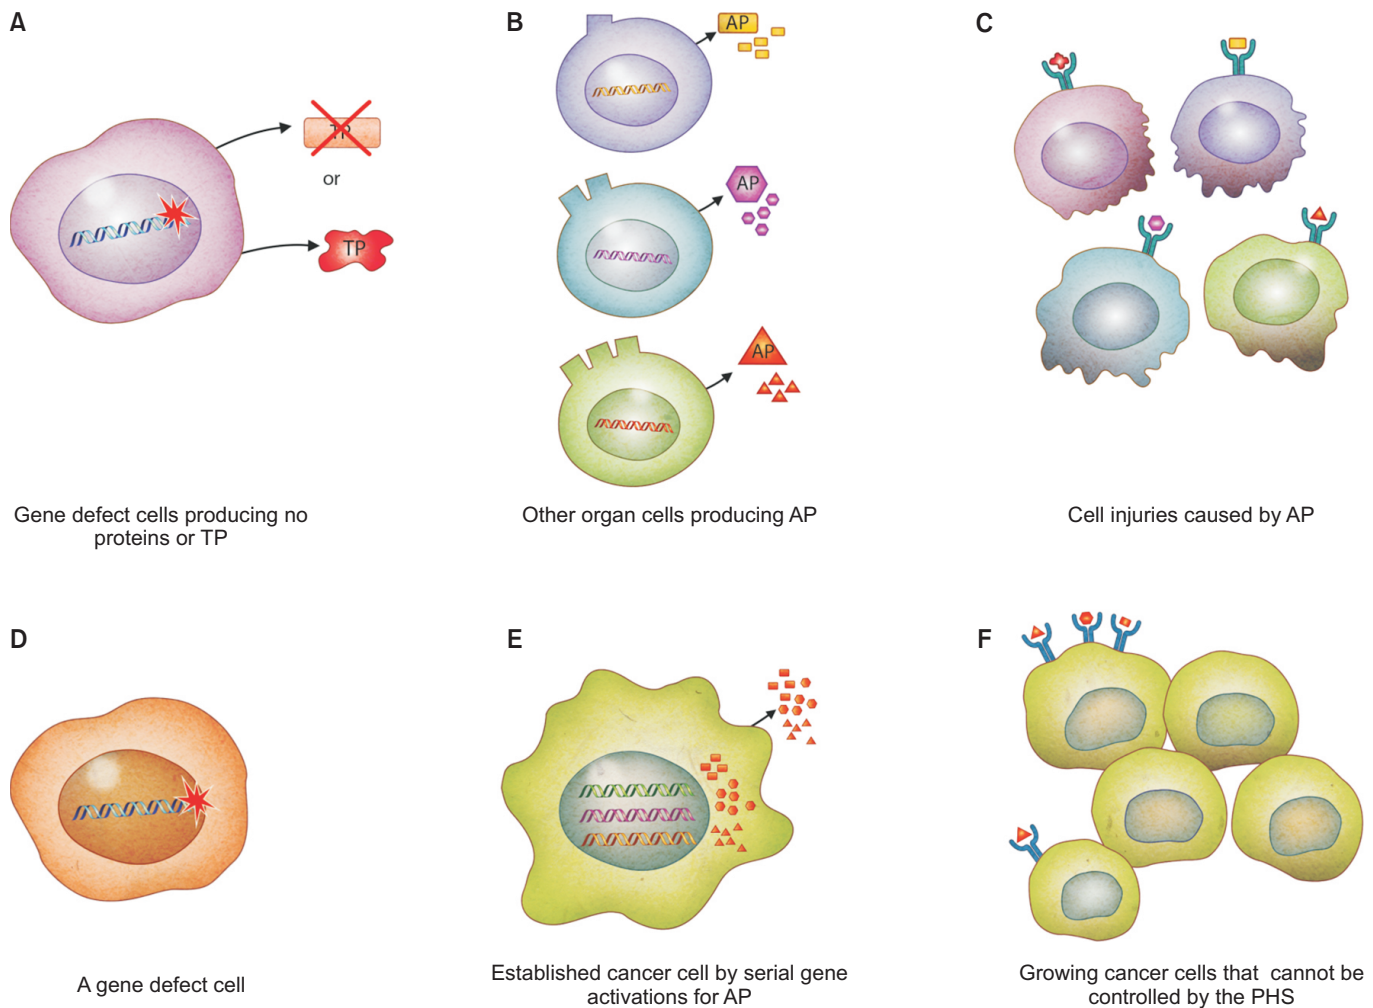 A
B
C
TP
or
TP
AP
AP
AP
Gene defect cells producing no
proteins or TP
Other organ cells producing AP
Cell injuries caused by AP
D
E
F
A gene defect cell
Established cancer cell by serial gene
activations for AP
Growing cancer cells that cannot be
controlled by the PHS